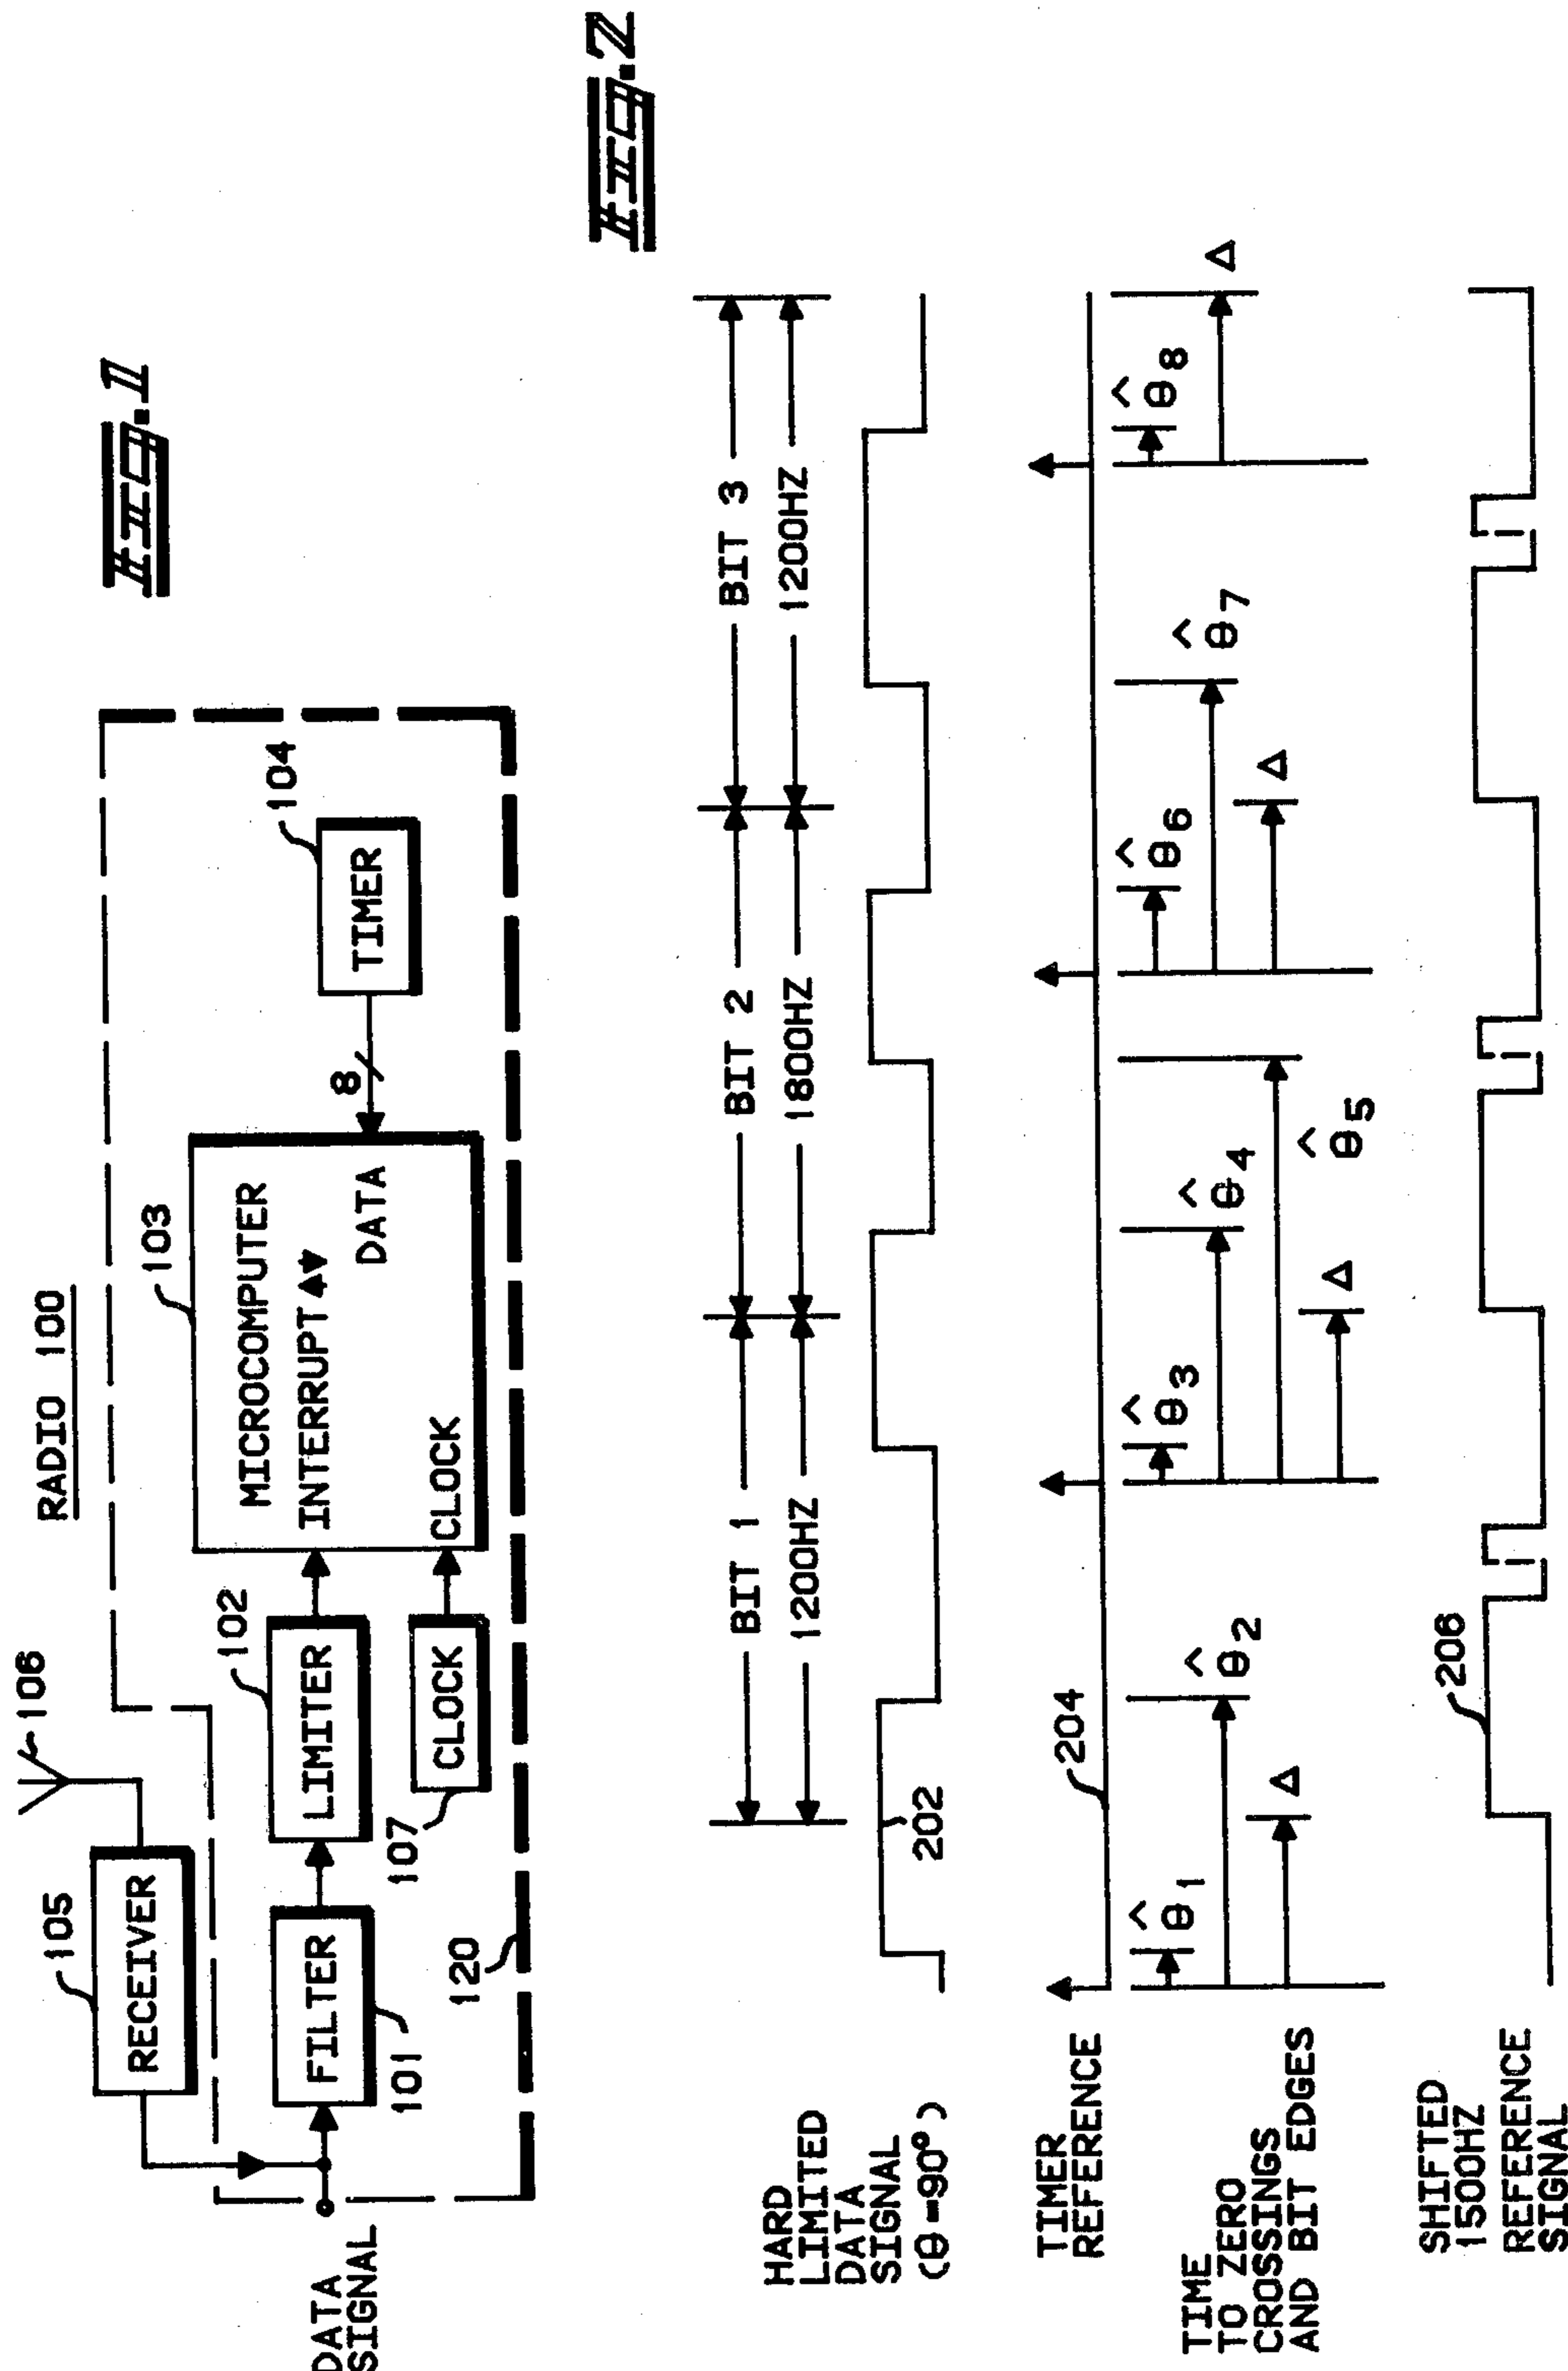 FIG.1
RADIO 100
106
105
RECEIVER
DATA
SIGNAL
FILTER
101
LIMITER
102
CLOCK
107
120
103
MICROCOMPUTER
INTERRUPT
DATA
CLOCK
8
TIMER
104
FIG.2
BIT 1
BIT 2
BIT 3
1200HZ
1800HZ
1200HZ
HARD
LIMITED
DATA
SIGNAL
(θ=90°)
202
TIMER
REFERENCE
204
TIME
TO ZERO
CROSSINGS
AND BIT EDGES
θ̂1
θ̂2
Δ
θ̂3
θ̂4
θ̂5
Δ
θ̂6
θ̂7
Δ
θ̂8
Δ
SHIFTED
1500HZ
REFERENCE
SIGNAL
206